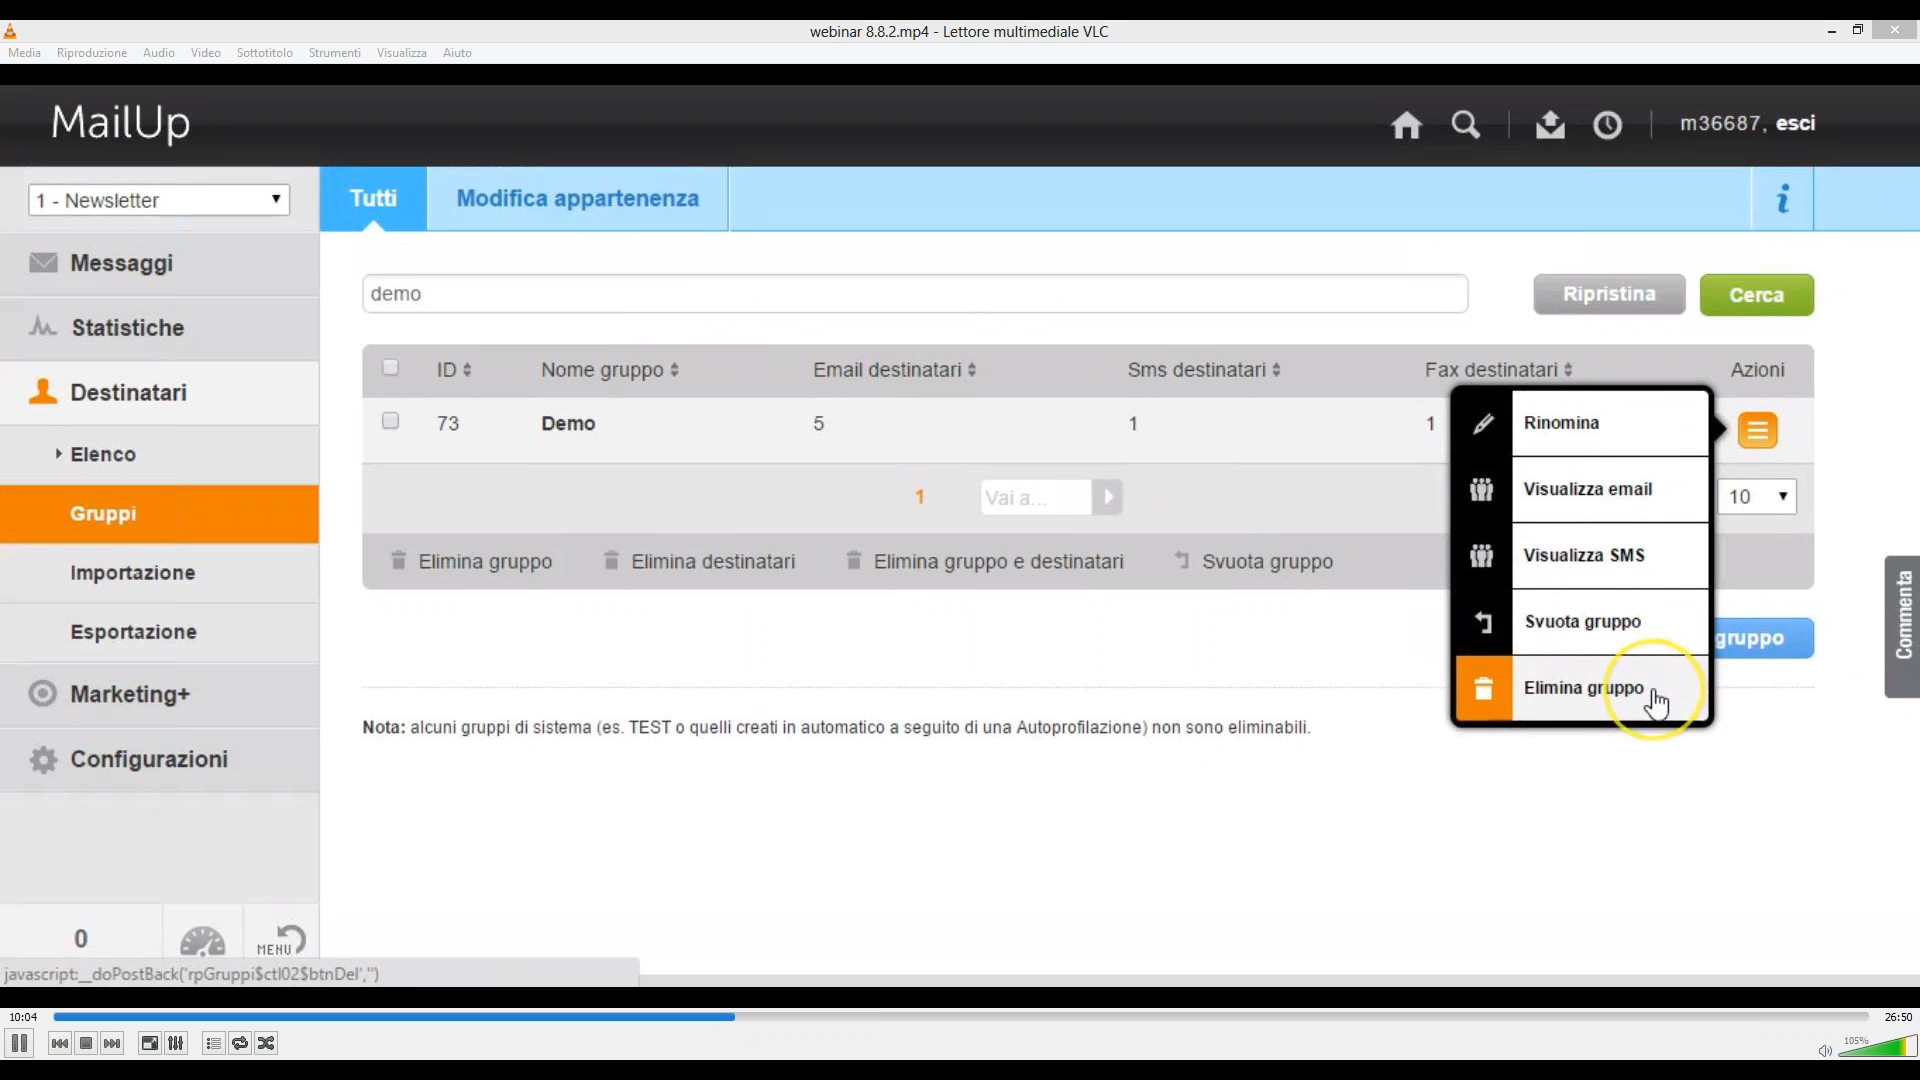 webinar 8.8.2.mp4 - Lettore multimediale VLC
Media Riproduzione Audio Video Sottotitolo Strumenti Visualizza Aiuto
MailUp
m36687, esci
1 - Newsletter
Tutti Modifica appartenenza i
Messaggi
Statistiche
Destinatari
Elenco
Gruppi
Importazione
Esportazione
Marketing+
Configurazioni
0
MENU
javascript:__doPostBack('rpGruppi$ctl02$btnDel','')
demo
Ripristina Cerca
ID Nome gruppo Email destinatari Sms destinatari Fax destinatari Azioni
73 Demo 5 1 1
1 Vai a... 10
Elimina gruppo Elimina destinatari Elimina gruppo e destinatari Svuota gruppo
Rinomina
Visualizza email
Visualizza SMS
Svuota gruppo
Elimina gruppo
gruppo
Nota: alcuni gruppi di sistema (es. TEST o quelli creati in automatico a seguito di una Autoprofilazione) non sono eliminabili.
Commenta
10:04 26:50
105%